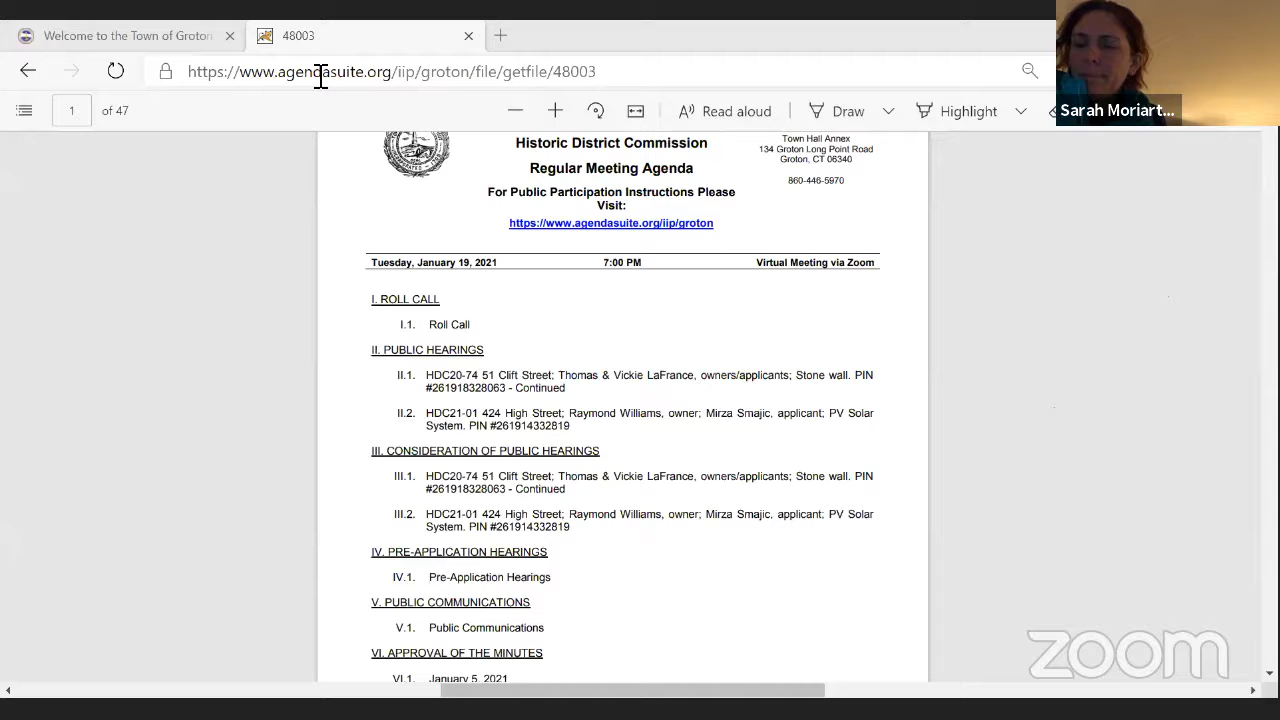 Welcome to the Town of Groton
48003
https://www.agendasuite.org/iip/groton/file/getfile/48003
1 of 47
Read aloud
Draw
Highlight
Sarah Moriart...
Historic District Commission
Regular Meeting Agenda
For Public Participation Instructions Please
Visit:
https://www.agendasuite.org/iip/groton
Town Hall Annex
134 Groton Long Point Road
Groton, CT 06340
860-446-5970
Tuesday, January 19, 2021 7:00 PM Virtual Meeting via Zoom
I. ROLL CALL
I.1. Roll Call
II. PUBLIC HEARINGS
II.1. HDC20-74 51 Clift Street; Thomas & Vickie LaFrance, owners/applicants; Stone wall. PIN
#261918328063 - Continued
II.2. HDC21-01 424 High Street; Raymond Williams, owner; Mirza Smajic, applicant; PV Solar
System. PIN #261914332819
III. CONSIDERATION OF PUBLIC HEARINGS
III.1. HDC20-74 51 Clift Street; Thomas & Vickie LaFrance, owners/applicants; Stone wall. PIN
#261918328063 - Continued
III.2. HDC21-01 424 High Street; Raymond Williams, owner; Mirza Smajic, applicant; PV Solar
System. PIN #261914332819
IV. PRE-APPLICATION HEARINGS
IV.1. Pre-Application Hearings
V. PUBLIC COMMUNICATIONS
V.1. Public Communications
VI. APPROVAL OF THE MINUTES
VI.1. January 5, 2021
zoom